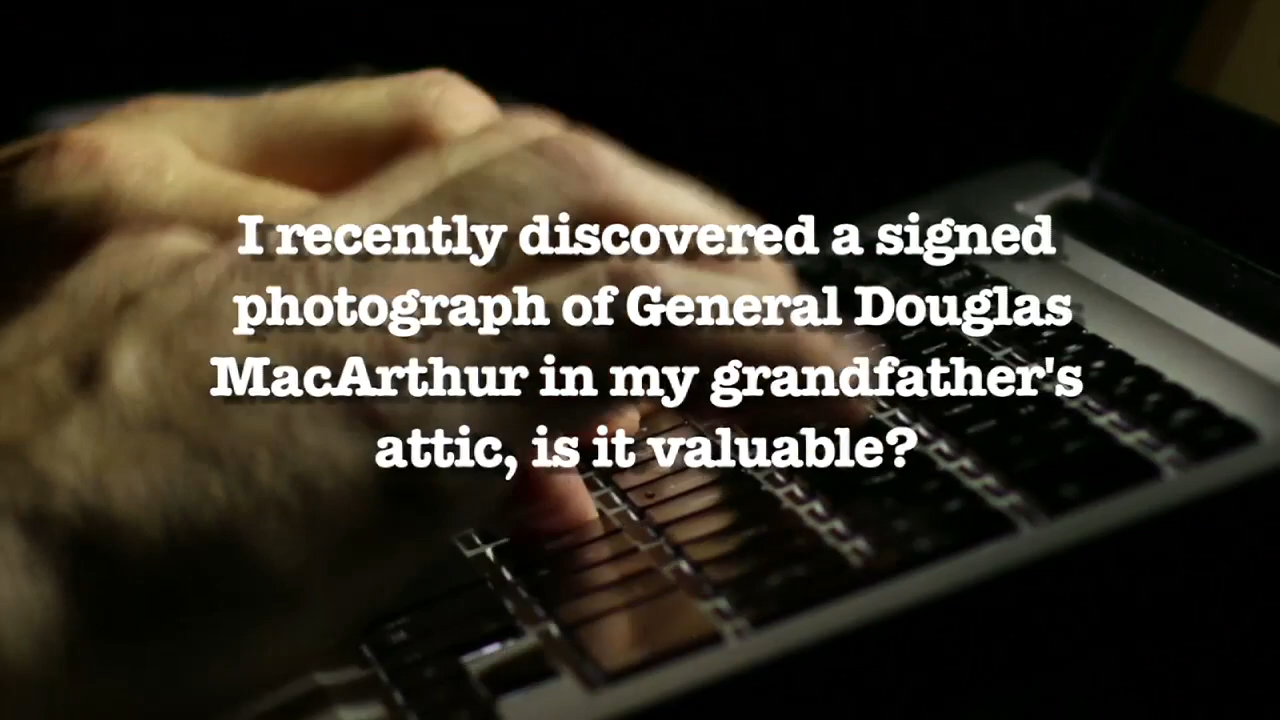 I recently discovered a signed
photograph of General Douglas
MacArthur in my grandfather's
attic, is it valuable?